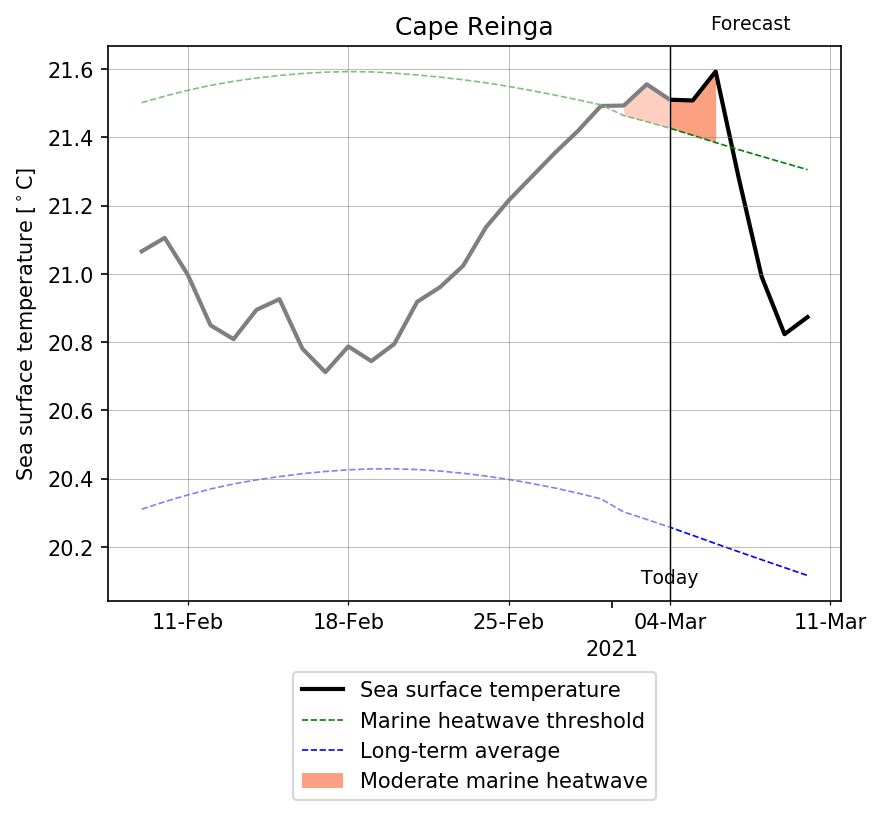 Cape Reinga
Forecast
Sea surface temperature [°C]
21.6
21.4
21.2
21.0
20.8
20.6
20.4
20.2
Today
11-Feb
18-Feb
25-Feb
04-Mar
11-Mar
2021
Sea surface temperature
Marine heatwave threshold
Long-term average
Moderate marine heatwave